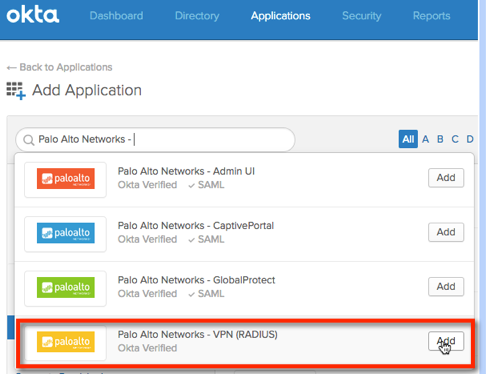 okta Dashboard Directory Applications Security Reports
← Back to Applications
Add Application
Palo Alto Networks - All A B C D
paloalto Palo Alto Networks - Admin UI Add
Okta Verified ✓ SAML
paloalto Palo Alto Networks - CaptivePortal Add
Okta Verified ✓ SAML
paloalto Palo Alto Networks - GlobalProtect Add
Okta Verified ✓ SAML
paloalto Palo Alto Networks - VPN (RADIUS) Add
Okta Verified